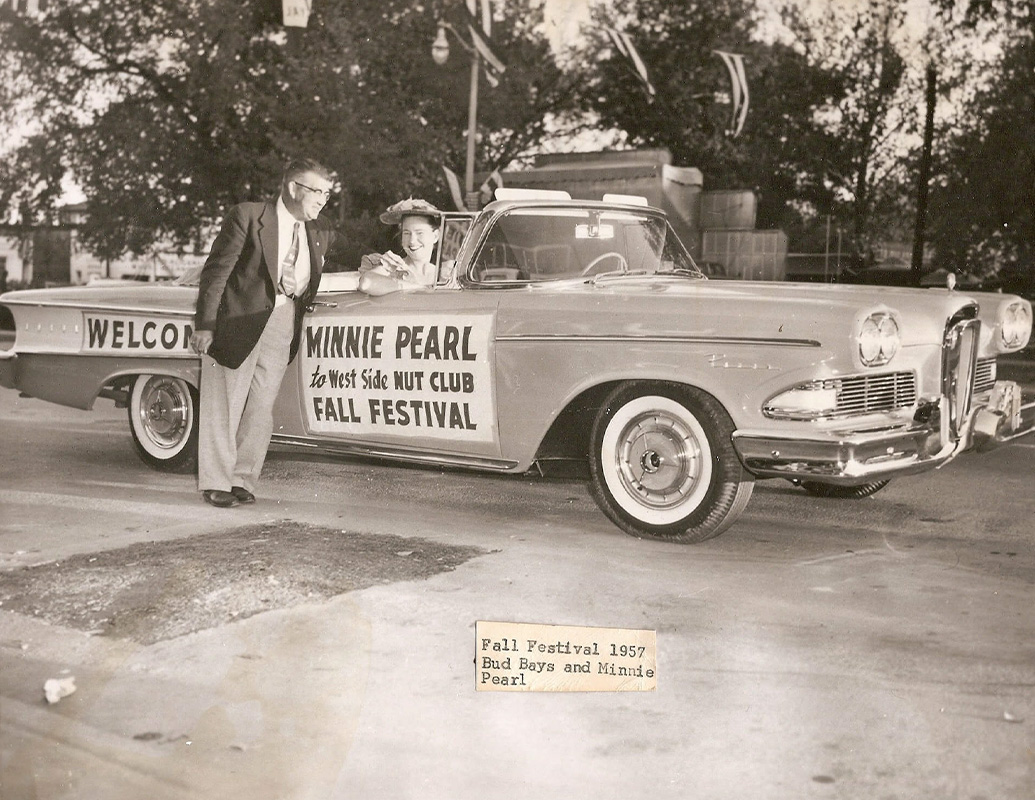 WELCOM
MINNIE PEARL
to West Side NUT CLUB
FALL FESTIVAL
Fall Festival 1957
Bud Bays and Minnie
Pearl